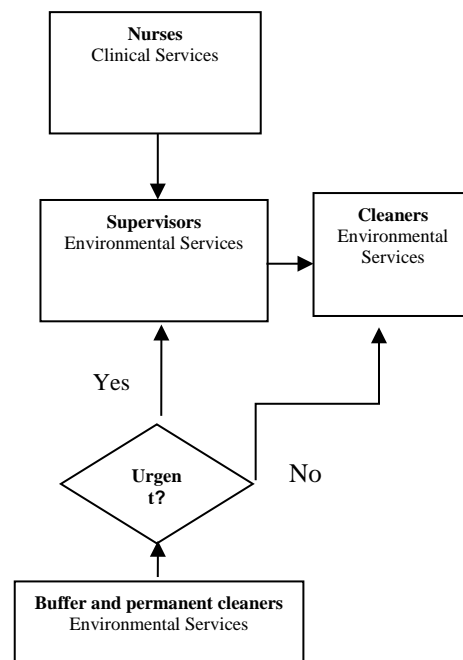 Nurses
Clinical Services
Supervisors
Environmental Services
Cleaners
Environmental
Services
Yes
Urgen
t?
No
Buffer and permanent cleaners
Environmental Services